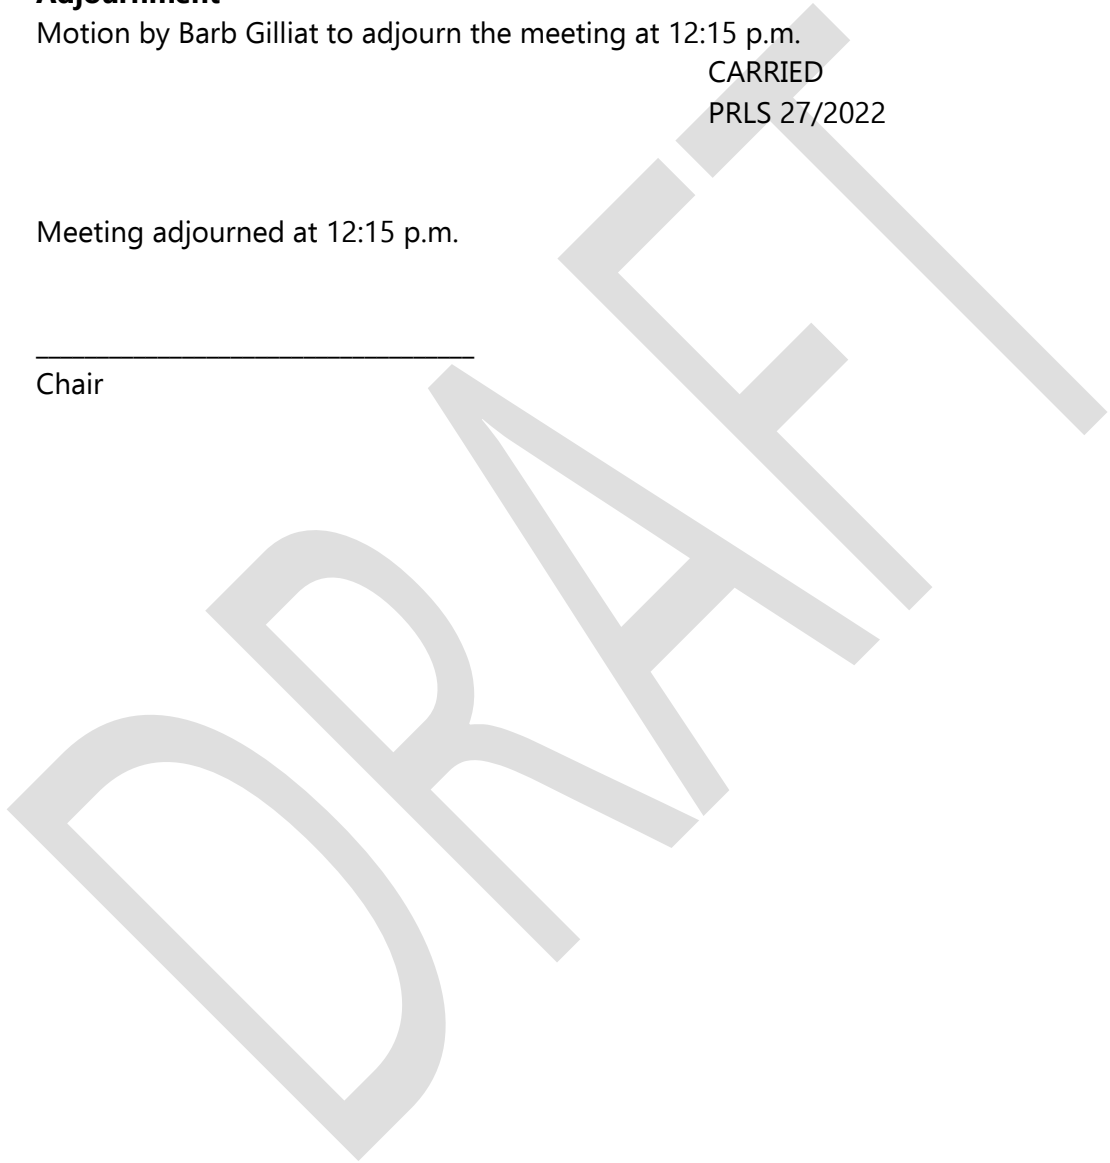 Adjournment
Motion by Barb Gilliat to adjourn the meeting at 12:15 p.m.
CARRIED
PRLS 27/2022
Meeting adjourned at 12:15 p.m.
Chair
DRAFT